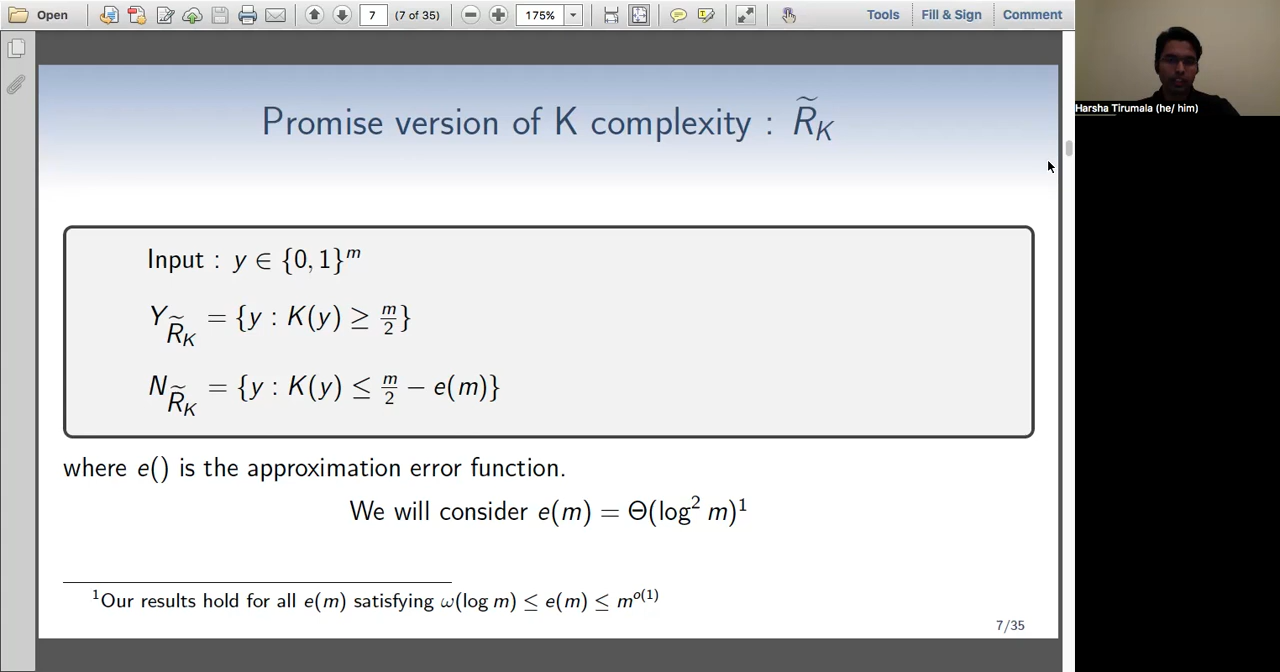 Open 7 (7 of 35) 175% Tools Fill & Sign Comment
Harsha Tirumala (he/ him)
Promise version of K complexity : R̃_K
Input : y ∈ {0, 1}^m
Y_{R̃_K} = {y : K(y) ≥ m/2}
N_{R̃_K} = {y : K(y) ≤ m/2 − e(m)}
where e() is the approximation error function.
We will consider e(m) = Θ(log² m)¹
¹Our results hold for all e(m) satisfying ω(log m) ≤ e(m) ≤ m^{o(1)}
7/35